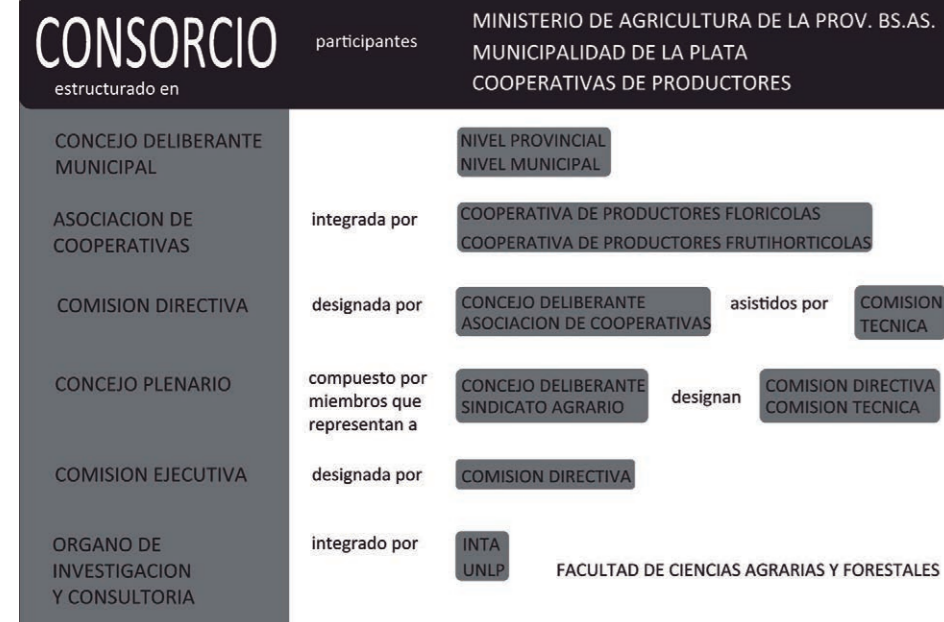 CONSORCIO
estructurado en
participantes
MINISTERIO DE AGRICULTURA DE LA PROV. BS.AS.
MUNICIPALIDAD DE LA PLATA
COOPERATIVAS DE PRODUCTORES
CONCEJO DELIBERANTE
MUNICIPAL
NIVEL PROVINCIAL
NIVEL MUNICIPAL
ASOCIACION DE
COOPERATIVAS
integrada por
COOPERATIVA DE PRODUCTORES FLORICOLAS
COOPERATIVA DE PRODUCTORES FRUTIHORTICOLAS
COMISION DIRECTIVA
designada por
CONCEJO DELIBERANTE
ASOCIACION DE COOPERATIVAS
asistidos por
COMISION
TECNICA
CONCEJO PLENARIO
compuesto por
miembros que
representan a
CONCEJO DELIBERANTE
SINDICATO AGRARIO
designan
COMISION DIRECTIVA
COMISION TECNICA
COMISION EJECUTIVA
designada por
COMISION DIRECTIVA
ORGANO DE
INVESTIGACION
Y CONSULTORIA
integrado por
INTA
UNLP
FACULTAD DE CIENCIAS AGRARIAS Y FORESTALES